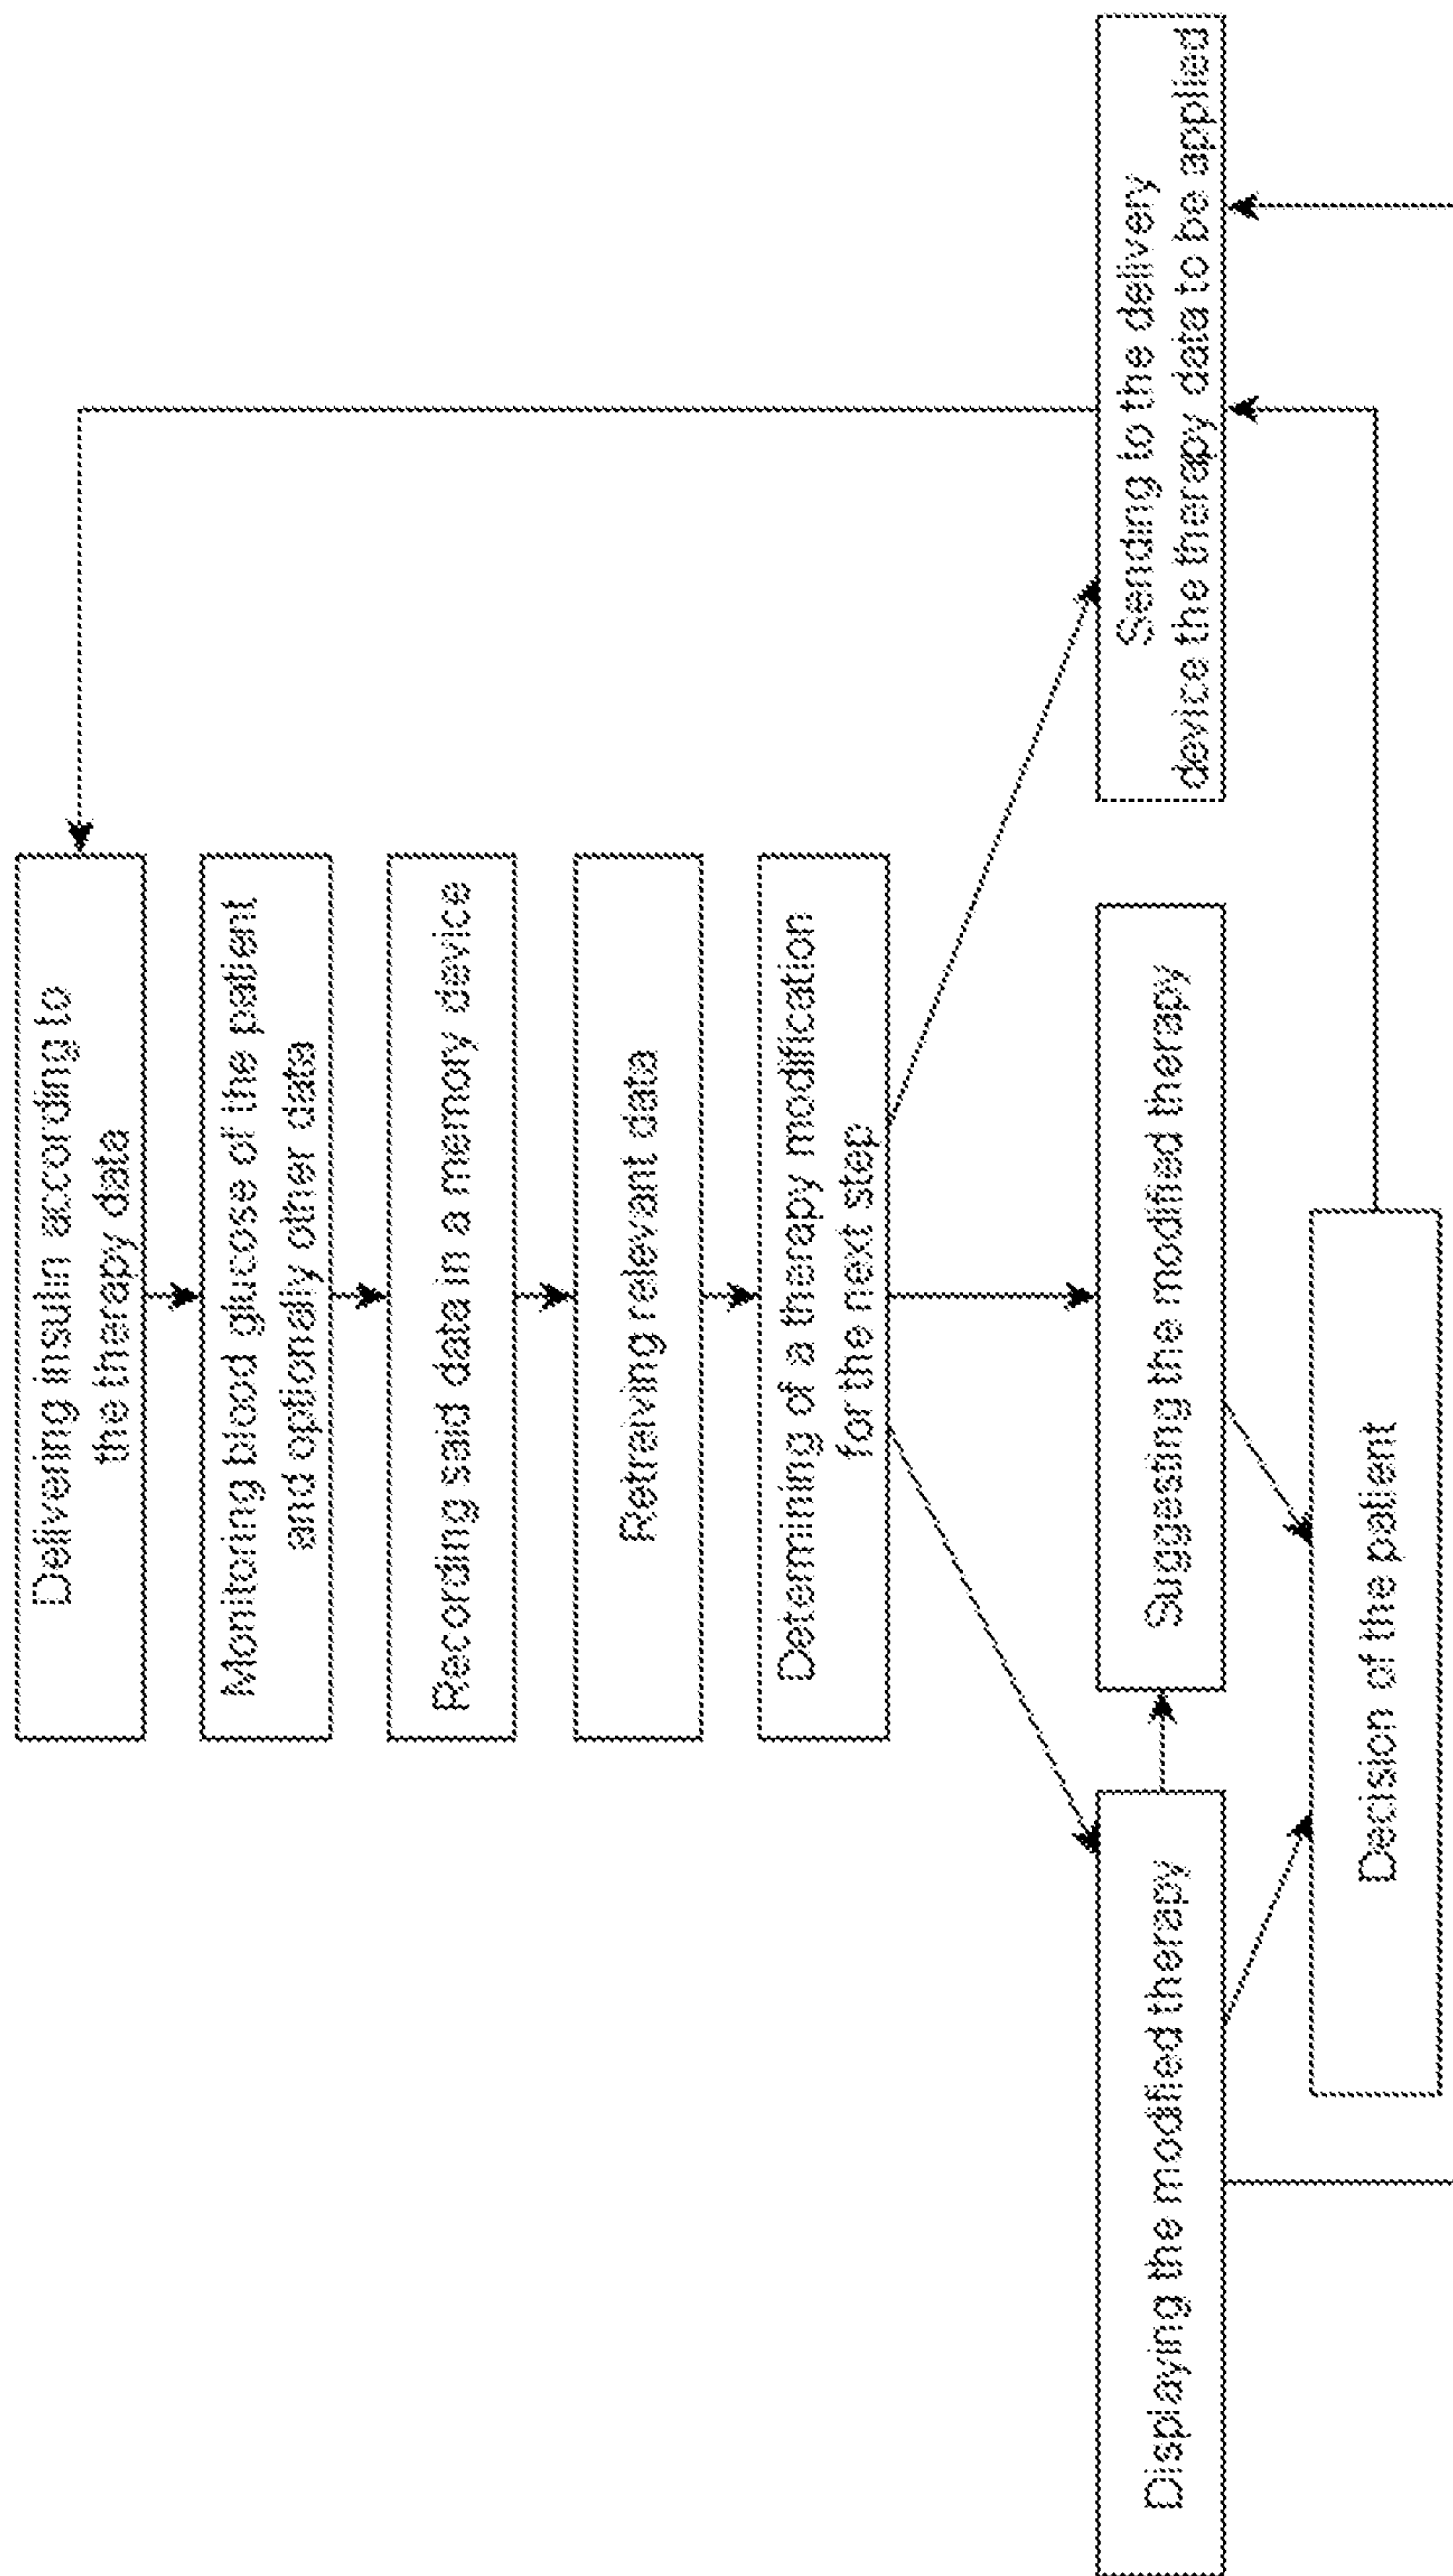 Delivering insulin according to
the therapy data
Monitoring blood glucose of the patient
and optionally other data
Recording said data in a memory device
Retreiving relevant data
Determining of a therapy modification
for the next step
Displaying the modified therapy
Suggesting the modified therapy
Sending to the delivery
device the therapy data to be applied
Decision of the patient